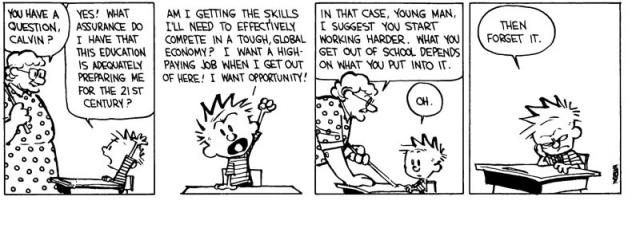 YOU HAVE A
QUESTION,
CALVIN?
YES! WHAT
ASSURANCE DO
I HAVE THAT
THIS EDUCATION
IS ADEQUATELY
PREPARING ME
FOR THE 21ST
CENTURY?
AM I GETTING THE SKILLS
I'LL NEED TO EFFECTIVELY
COMPETE IN A TOUGH, GLOBAL
ECONOMY? I WANT A HIGH-
PAYING JOB WHEN I GET OUT
OF HERE! I WANT OPPORTUNITY!
IN THAT CASE, YOUNG MAN,
I SUGGEST YOU START
WORKING HARDER. WHAT YOU
GET OUT OF SCHOOL DEPENDS
ON WHAT YOU PUT INTO IT.
OH.
THEN
FORGET IT.